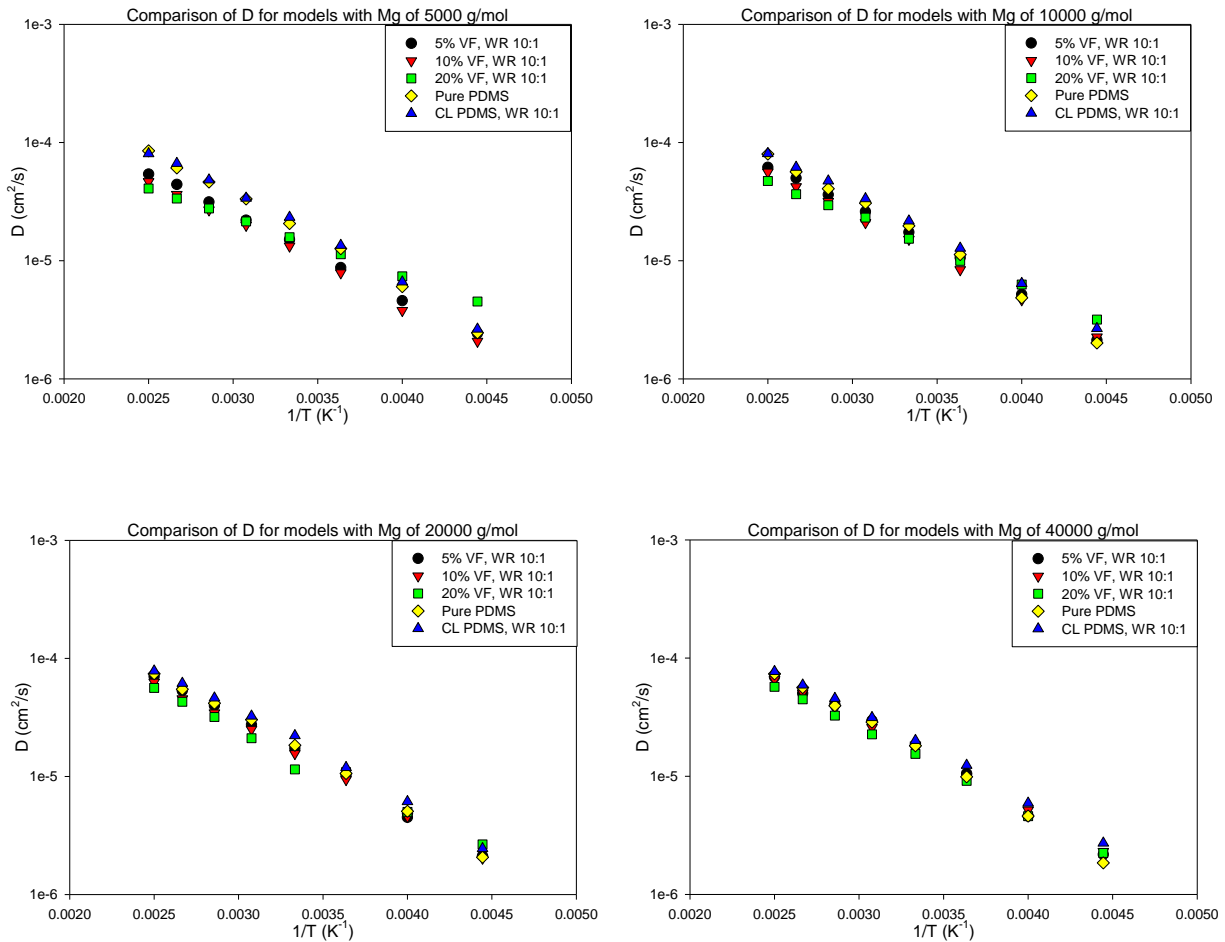 Comparison of D for models with Mg of 5000 g/mol
1e-3
5% VF, WR 10:1
10% VF, WR 10:1
20% VF, WR 10:1
Pure PDMS
CL PDMS, WR 10:1
1e-4
D (cm²/s)
1e-5
1e-6
0.0020 0.0025 0.0030 0.0035 0.0040 0.0045 0.0050
1/T (K⁻¹)
Comparison of D for models with Mg of 10000 g/mol
1e-3
5% VF, WR 10:1
10% VF, WR 10:1
20% VF, WR 10:1
Pure PDMS
CL PDMS, WR 10:1
1e-4
D (cm²/s)
1e-5
1e-6
0.0020 0.0025 0.0030 0.0035 0.0040 0.0045 0.0050
1/T (K⁻¹)
Comparison of D for models with Mg of 20000 g/mol
1e-3
5% VF, WR 10:1
10% VF, WR 10:1
20% VF, WR 10:1
Pure PDMS
CL PDMS, WR 10:1
1e-4
D (cm²/s)
1e-5
1e-6
0.0020 0.0025 0.0030 0.0035 0.0040 0.0045 0.0050
1/T (K⁻¹)
Comparison of D for models with Mg of 40000 g/mol
1e-3
5% VF, WR 10:1
10% VF, WR 10:1
20% VF, WR 10:1
Pure PDMS
CL PDMS, WR 10:1
1e-4
D (cm²/s)
1e-5
1e-6
0.0020 0.0025 0.0030 0.0035 0.0040 0.0045 0.0050
1/T (K⁻¹)